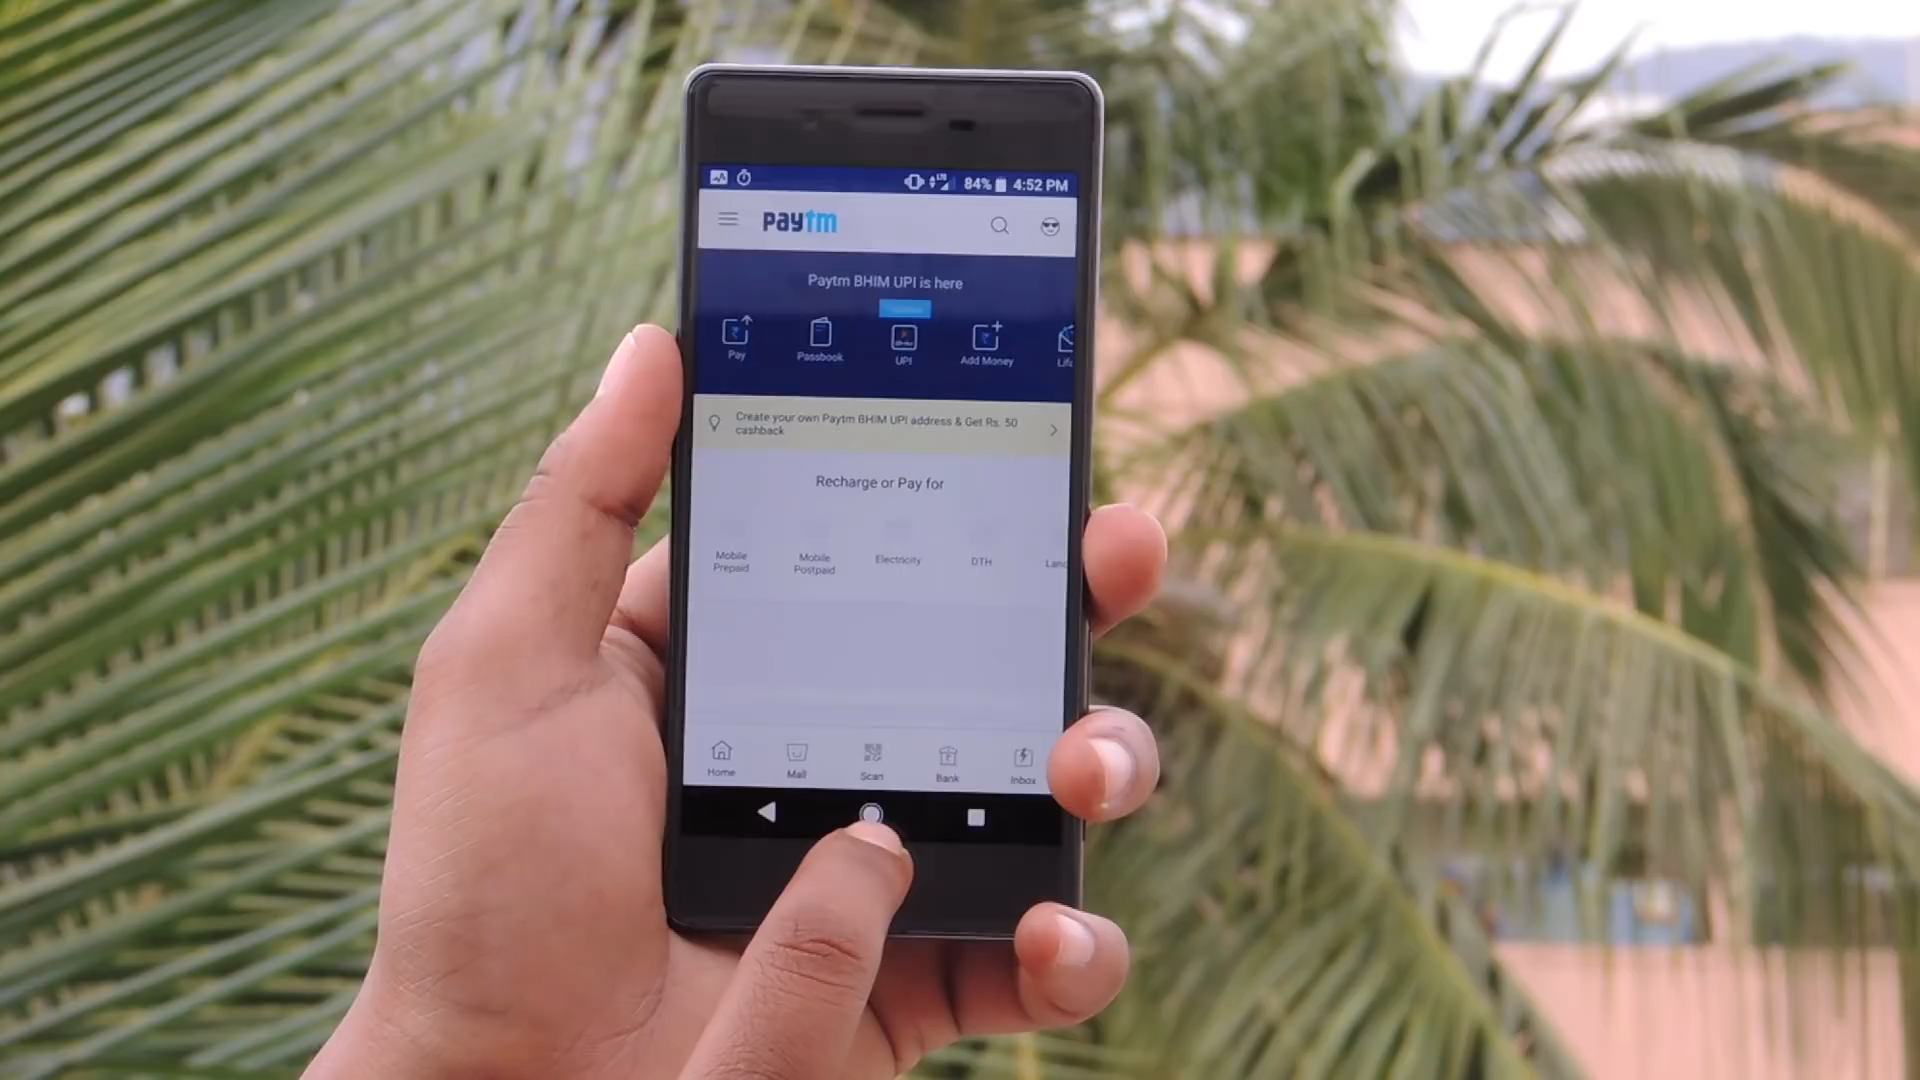 LTE 84% 4:52 PM
paytm
Paytm BHIM UPI is here
Pay Passbook UPI Add Money
Create your own Paytm BHIM UPI address & Get Rs. 50
cashback
Recharge or Pay for
Mobile Prepaid
Mobile Postpaid
Electricity
DTH
Home Mall Scan Bank Inbox